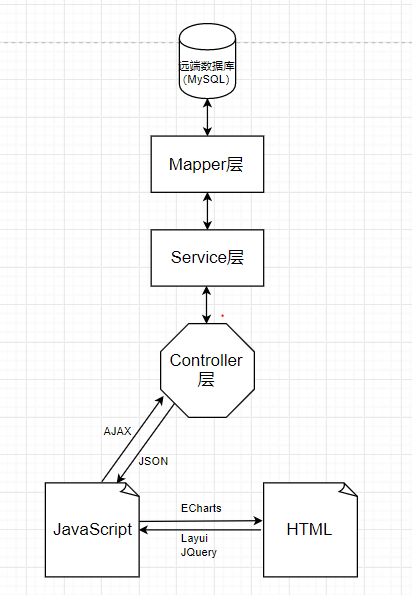 远端数据库
(MySQL)
Mapper层
Service层
Controller
层
AJAX
JSON
JavaScript
ECharts
Layui
JQuery
HTML